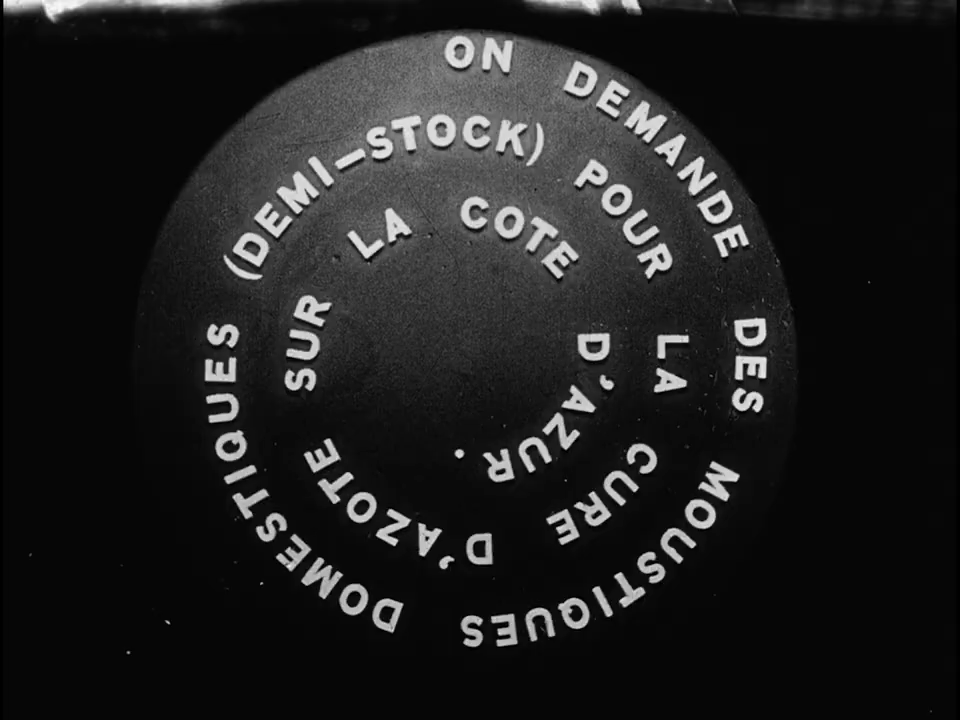 ON DEMANDE DES MOUSTIQUES DOMESTIQUES (DEMI-STOCK) POUR LA CURE D'AZOTE SUR LA COTE D'AZUR.